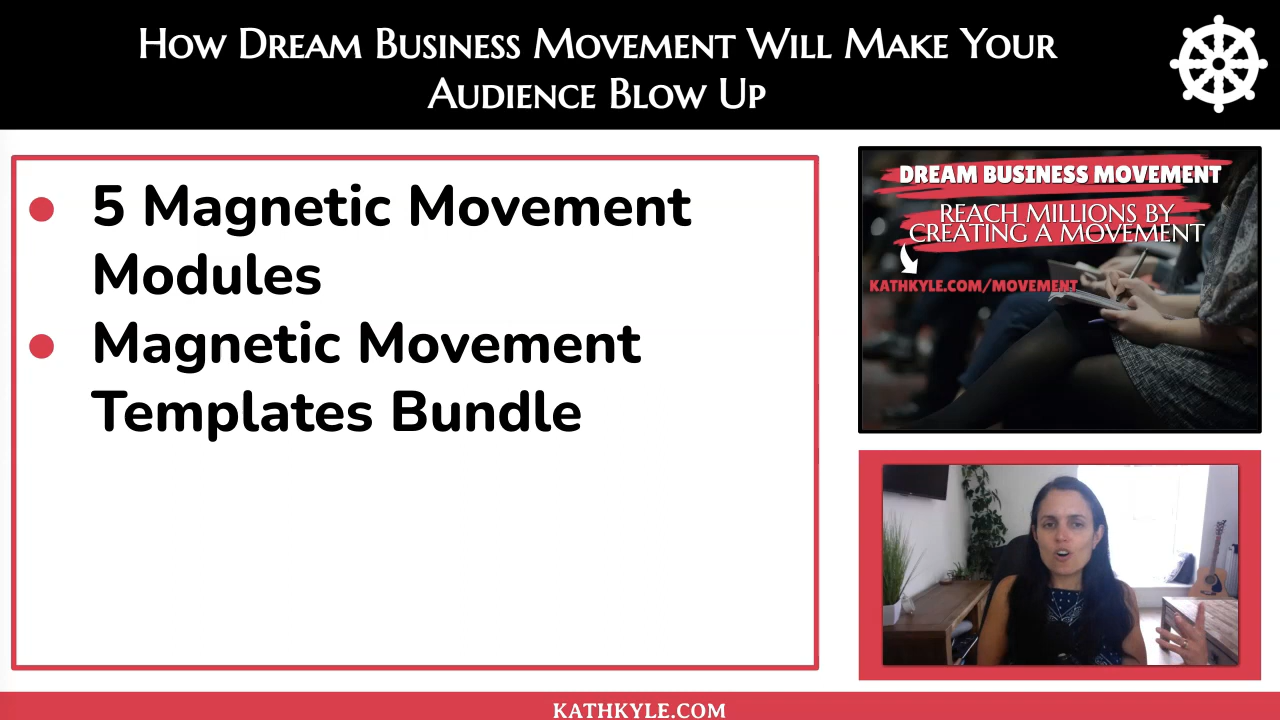 How Dream Business Movement Will Make Your
Audience Blow Up
5 Magnetic Movement
Modules
Magnetic Movement
Templates Bundle
DREAM BUSINESS MOVEMENT
REACH MILLIONS BY
CREATING A MOVEMENT
KATHKYLE.COM/MOVEMENT
KATHKYLE.COM